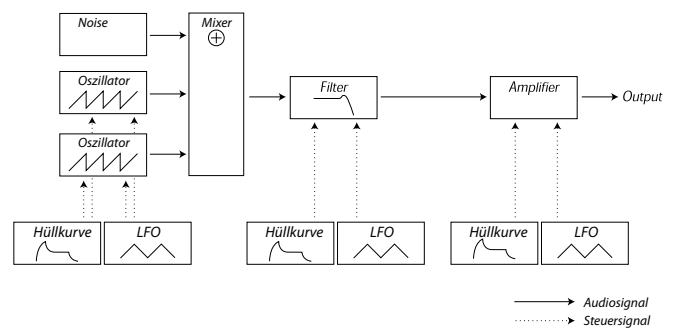 Noise
Mixer
Oszillator
Filter
Amplifier
Output
Oszillator
Hüllkurve
LFO
Hüllkurve
LFO
Hüllkurve
LFO
Audiosignal
Steuersignal